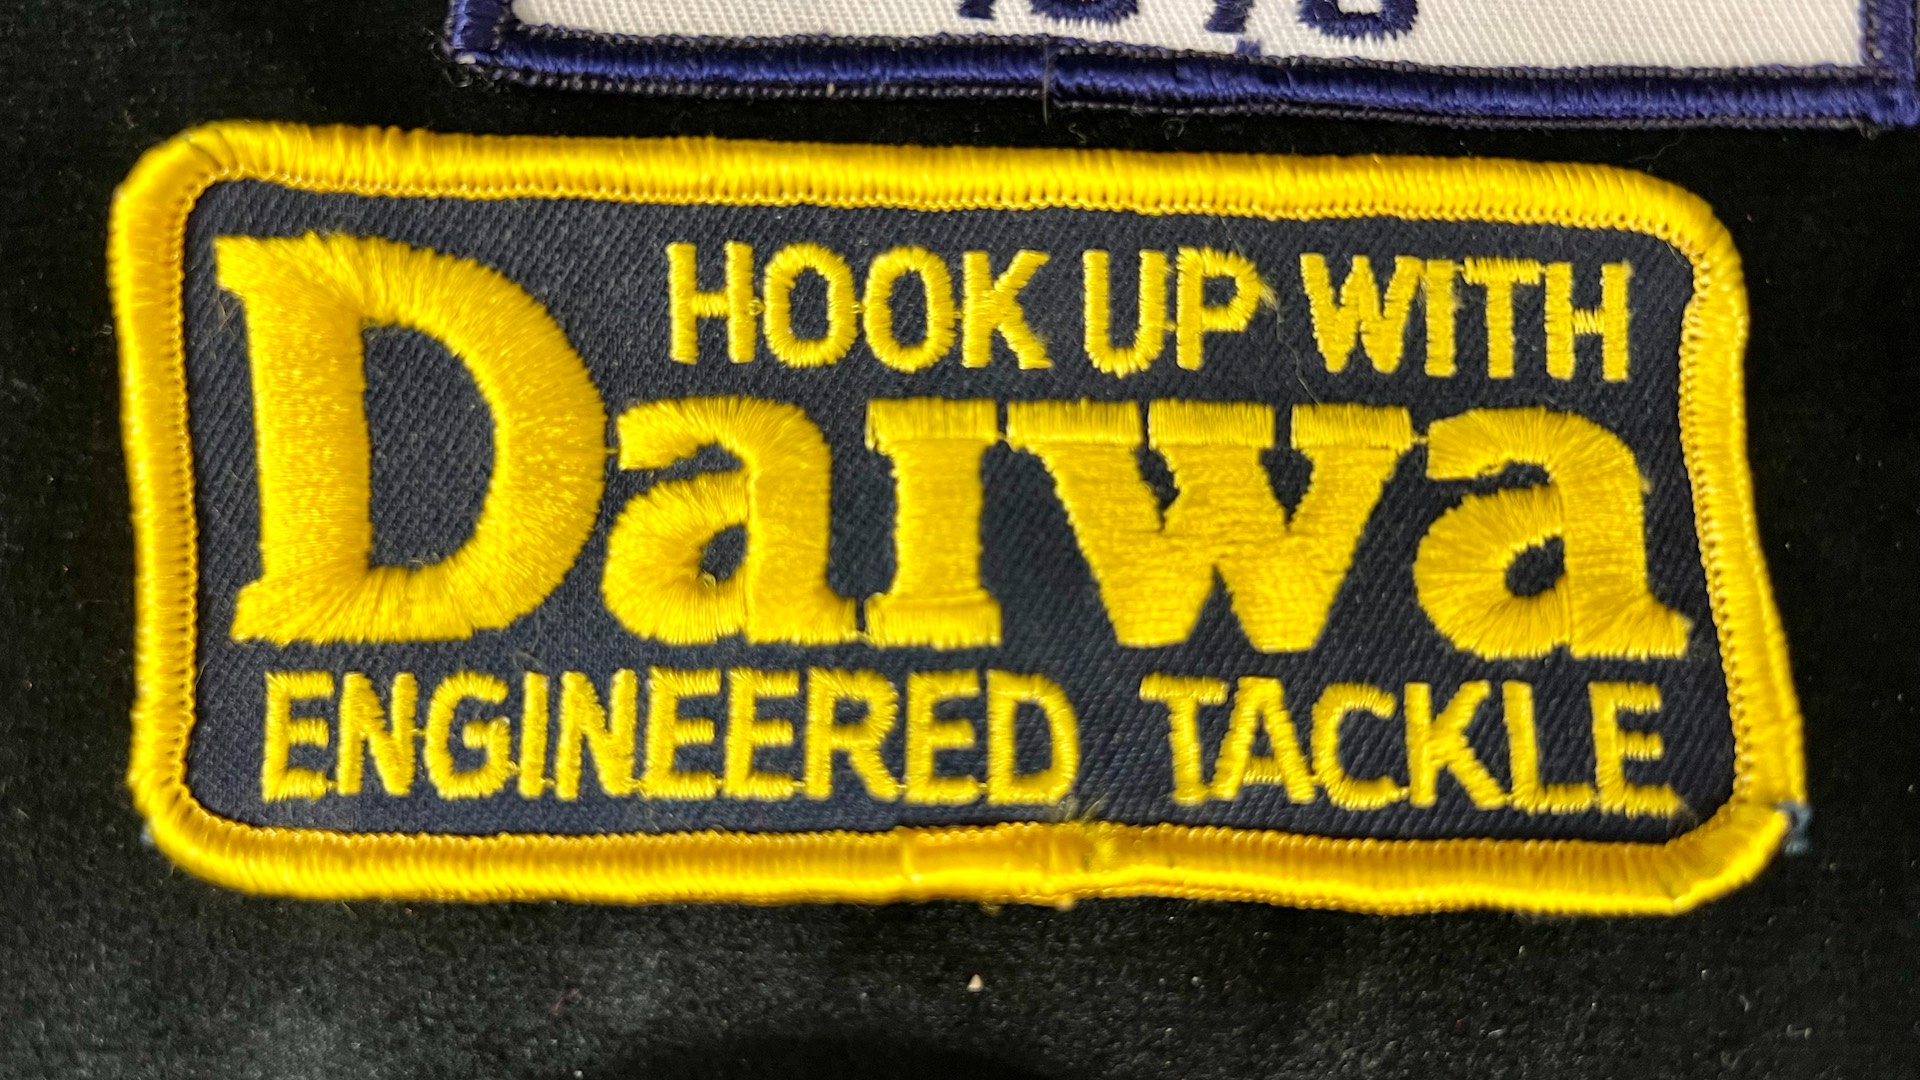 HOOK UP WITH
Daiwa
ENGINEERED TACKLE